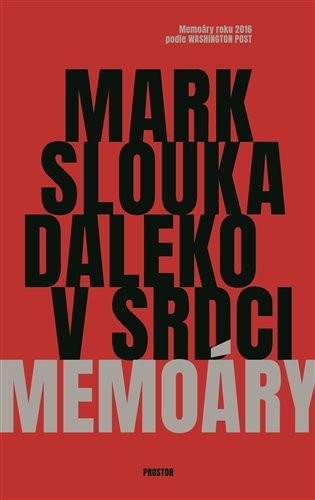 Memoáry roku 2016
podle WASHINGTON POST
MARK
SLOUKA
DALEKO
V SRDCI
MEMOÁRY
PROSTOR